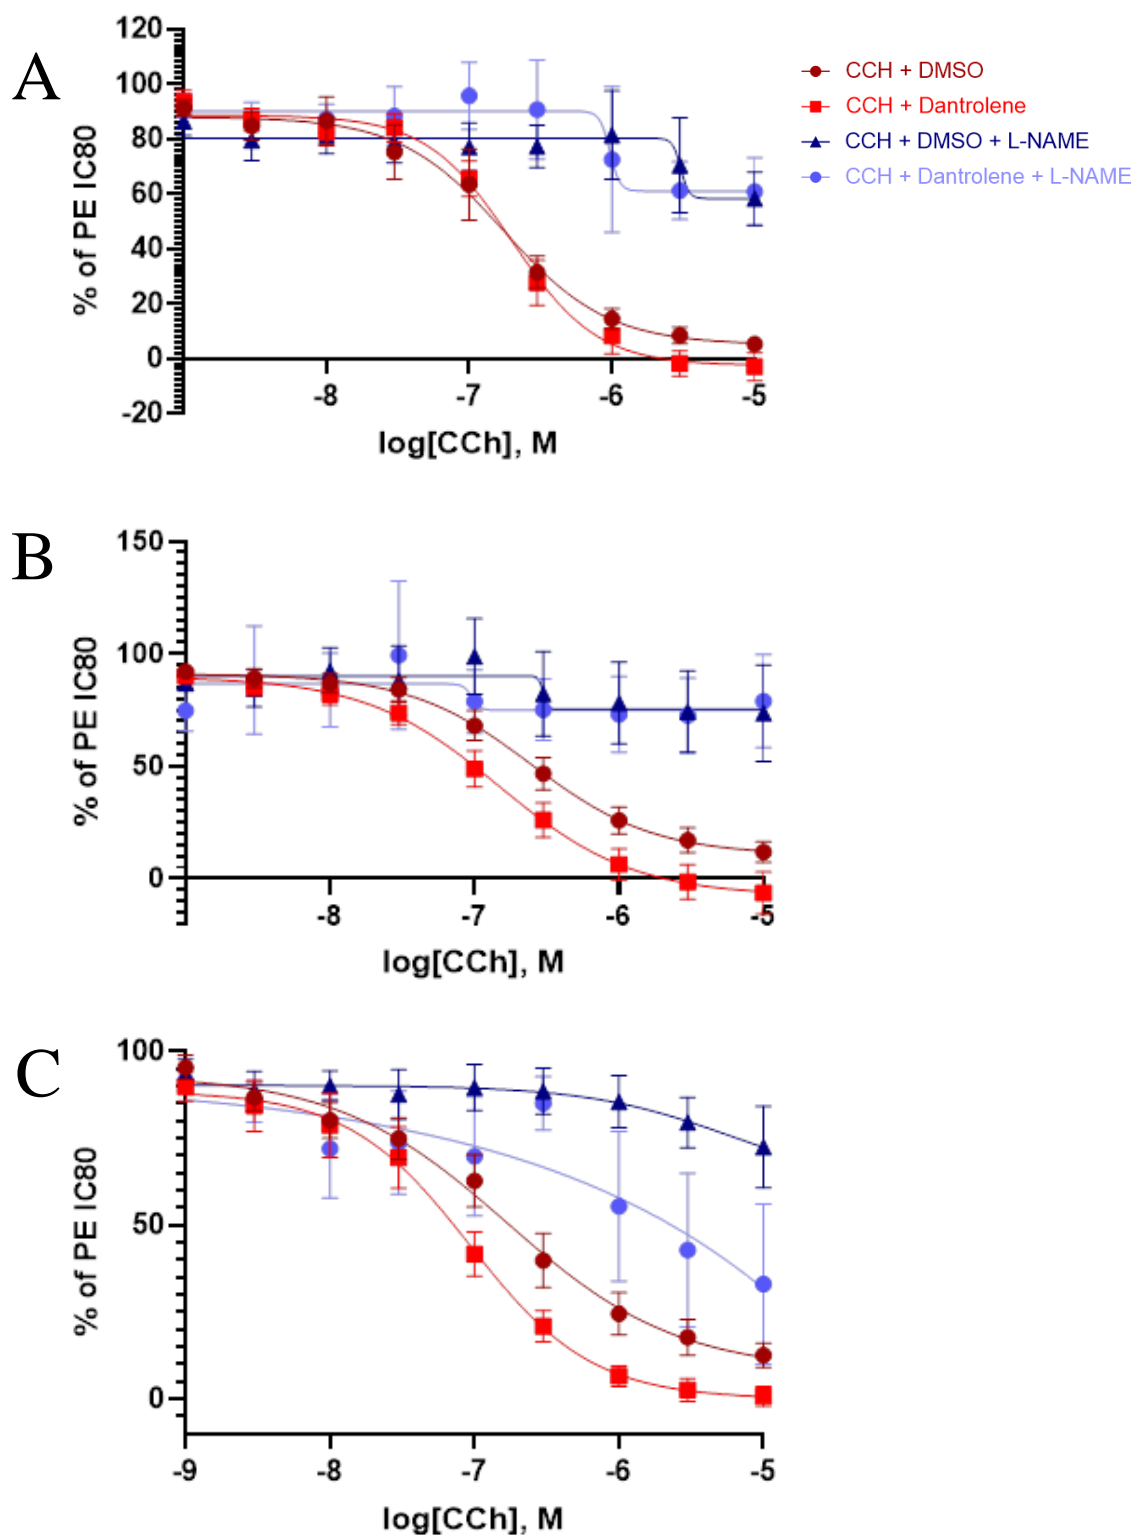 A
120
100
80
60
40
20
0
-20
% of PE IC80
-8
-7
-6
-5
log[CCh], M
CCH + DMSO
CCH + Dantrolene
CCH + DMSO + L-NAME
CCH + Dantrolene + L-NAME
B
150
100
50
0
% of PE IC80
-8
-7
-6
-5
log[CCh], M
C
100
50
0
% of PE IC80
-9
-8
-7
-6
-5
log[CCh], M